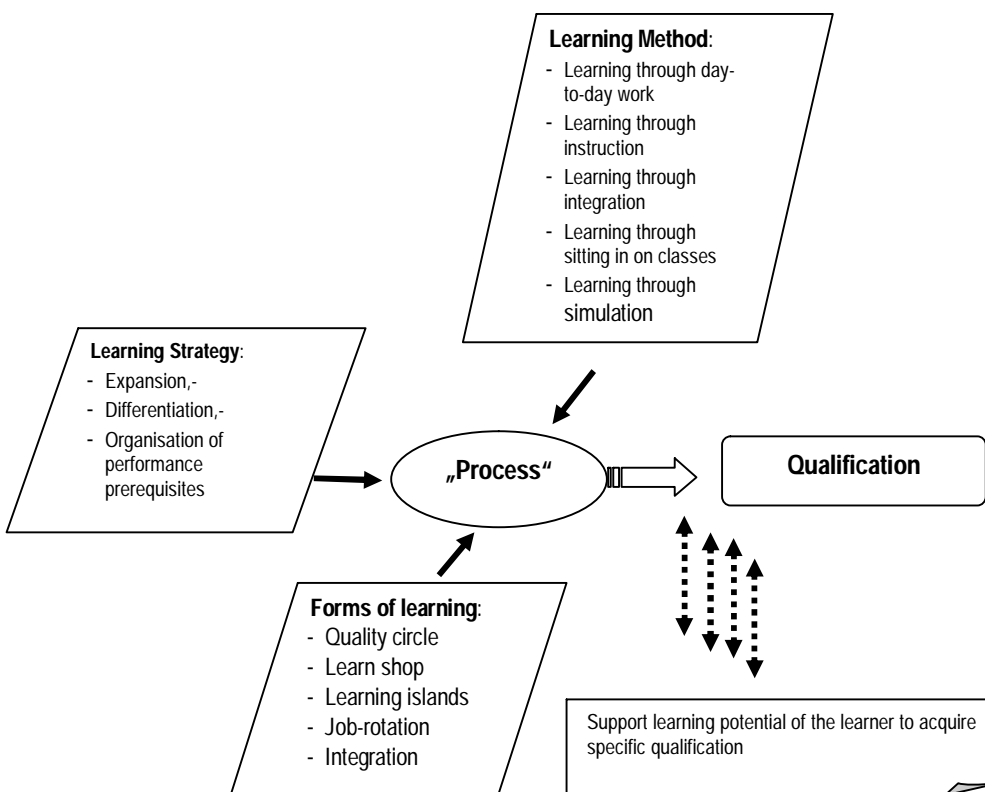 Learning Method:
- Learning through day-
to-day work
- Learning through
instruction
- Learning through
integration
- Learning through
sitting in on classes
- Learning through
simulation
Learning Strategy:
- Expansion,-
- Differentiation,-
- Organisation of
performance
prerequisites
„Process“
Qualification
Forms of learning:
- Quality circle
- Learn shop
- Learning islands
- Job-rotation
- Integration
Support learning potential of the learner to acquire
specific qualification